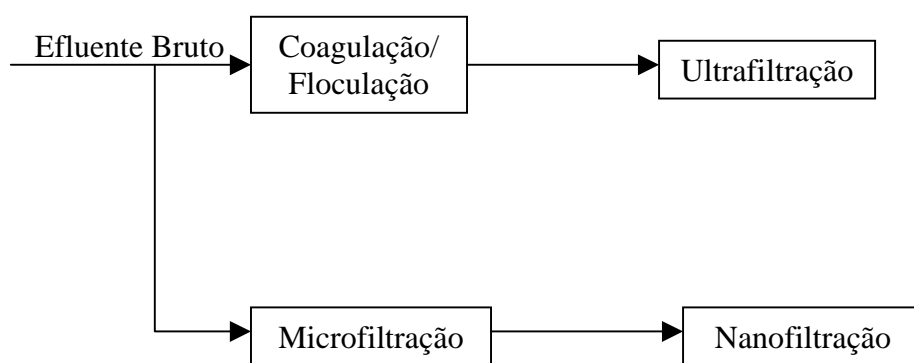 Efluente Bruto
Coagulação/
Floculação
Ultrafiltração
Microfiltração
Nanofiltração